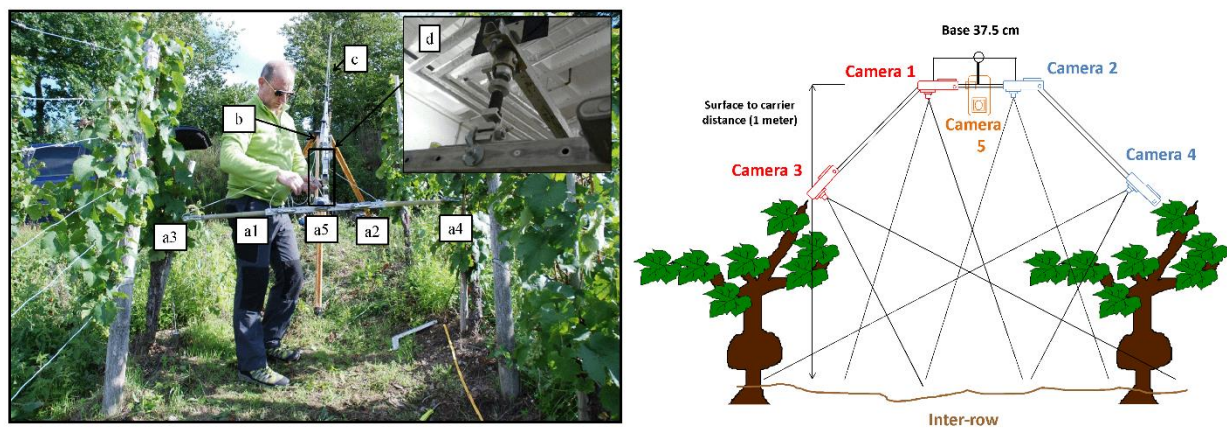 d
c
b
a3
a1
a5
a2
a4
Base 37.5 cm
Camera 1
Camera 2
Surface to carrier
distance (1 meter)
Camera
5
Camera 3
Camera 4
Inter-row